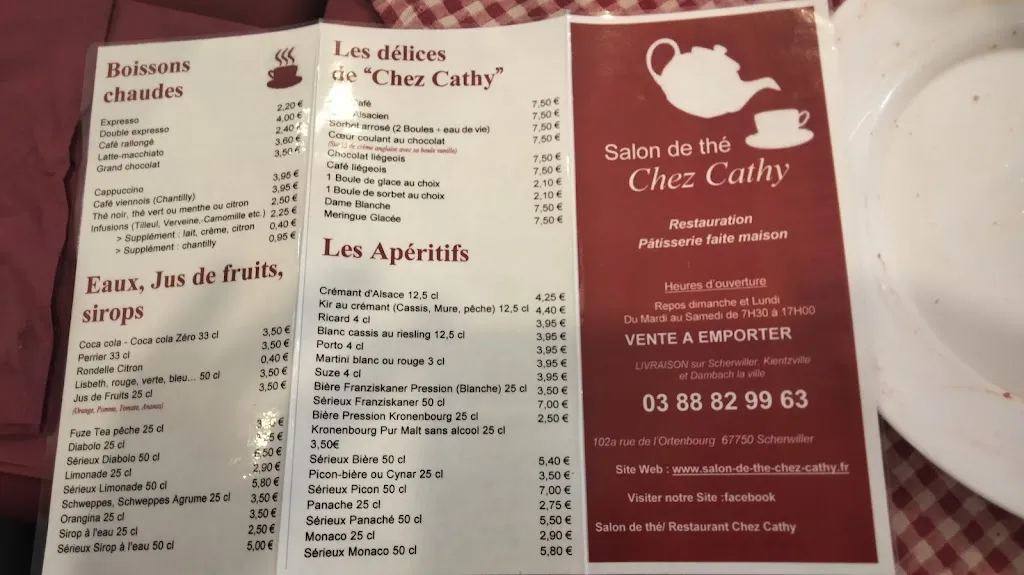 Boissons
chaudes
Expresso 2,20 €
Double expresso 4,00 €
Café rallongé 2,40 €
Latte-macchiato 3,60 €
Grand chocolat 3,50 €
Cappuccino 3,95 €
Café viennois (Chantilly) 3,95 €
Thé noir, thé vert ou menthe ou citron 2,50 €
Infusions (Tilleul, Verveine,-Camomille etc.) 2,25 €
> Supplément : lait, crème, citron 0,40 €
> Supplément : chantilly 0,95 €
Eaux, Jus de fruits,
sirops
Coca cola - Coca cola Zéro 33 cl 3,50 €
Perrier 33 cl 3,50 €
Rondelle Citron 0,40 €
Lisbeth, rouge, verte, bleu... 50 cl 3,50 €
Jus de Fruits 25 cl 3,50 €
(Orange, Pomme, Tomate, Ananas)
Fuze Tea pêche 25 cl
Diabolo 25 cl
Sérieux Diabolo 50 cl
Limonade 25 cl 2,90 €
Sérieux Limonade 50 cl 5,80 €
Schweppes, Schweppes Agrume 25 cl 3,50 €
Orangina 25 cl 3,50 €
Sirop à l'eau 25 cl 2,50 €
Sérieux Sirop à l'eau 50 cl 5,00 €
Les délices
de “Chez Cathy”
Café 7,50 €
Alsacien 7,50 €
Sorbet arrosé (2 Boules + eau de vie) 7,50 €
Cœur coulant au chocolat 7,50 €
Chocolat liégeois 7,50 €
Café liégeois 7,50 €
1 Boule de glace au choix 2,10 €
1 Boule de sorbet au choix 2,10 €
Dame Blanche 7,50 €
Meringue Glacée 7,50 €
Les Apéritifs
Crémant d'Alsace 12,5 cl 4,25 €
Kir au crémant (Cassis, Mure, pêche) 12,5 cl 4,40 €
Ricard 4 cl 3,95 €
Blanc cassis au riesling 12,5 cl 3,95 €
Porto 4 cl 3,95 €
Martini blanc ou rouge 3 cl 3,95 €
Suze 4 cl 3,95 €
Bière Franziskaner Pression (Blanche) 25 cl 3,50 €
Sérieux Franziskaner 50 cl 7,00 €
Bière Pression Kronenbourg 25 cl 2,50 €
Kronenbourg Pur Malt sans alcool 25 cl
3,50€
Sérieux Bière 50 cl 5,40 €
Picon-bière ou Cynar 25 cl 3,50 €
Sérieux Picon 50 cl 7,00 €
Panache 25 cl 2,75 €
Sérieux Panaché 50 cl 5,50 €
Monaco 25 cl 2,90 €
Sérieux Monaco 50 cl 5,80 €
Salon de thé
Chez Cathy
Restauration
Pâtisserie faite maison
Heures d'ouverture
Repos dimanche et Lundi
Du Mardi au Samedi de 7H30 à 17H00
VENTE A EMPORTER
LIVRAISON sur Scherwiller, Kientzville
et Dambach la ville
03 88 82 99 63
102a rue de l'Ortenbourg 67750 Scherwiller
Site Web : www.salon-de-the-chez-cathy.fr
Visiter notre Site :facebook
Salon de thé/ Restaurant Chez Cathy